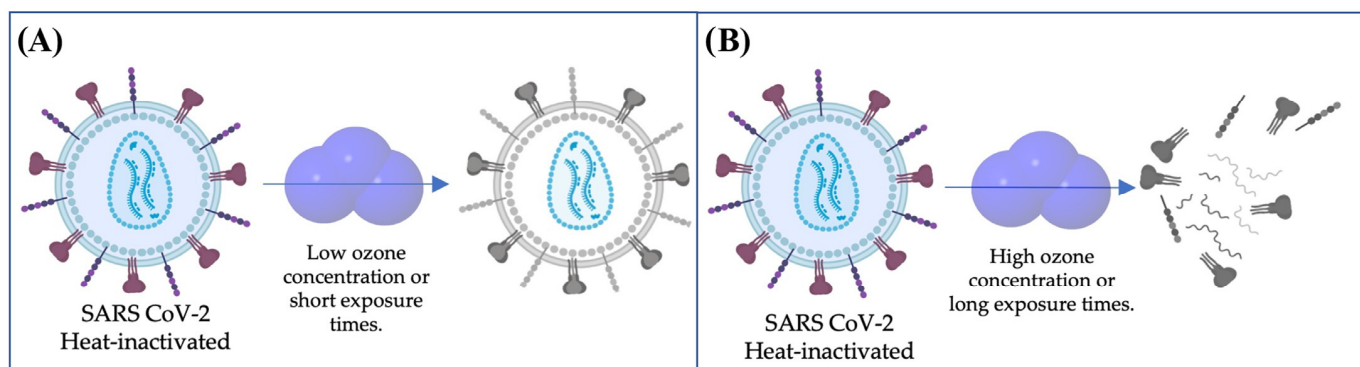 (A)
Low ozone
concentration or
short exposure
times.
SARS CoV-2
Heat-inactivated
(B)
High ozone
concentration or
long exposure times.
SARS CoV-2
Heat-inactivated